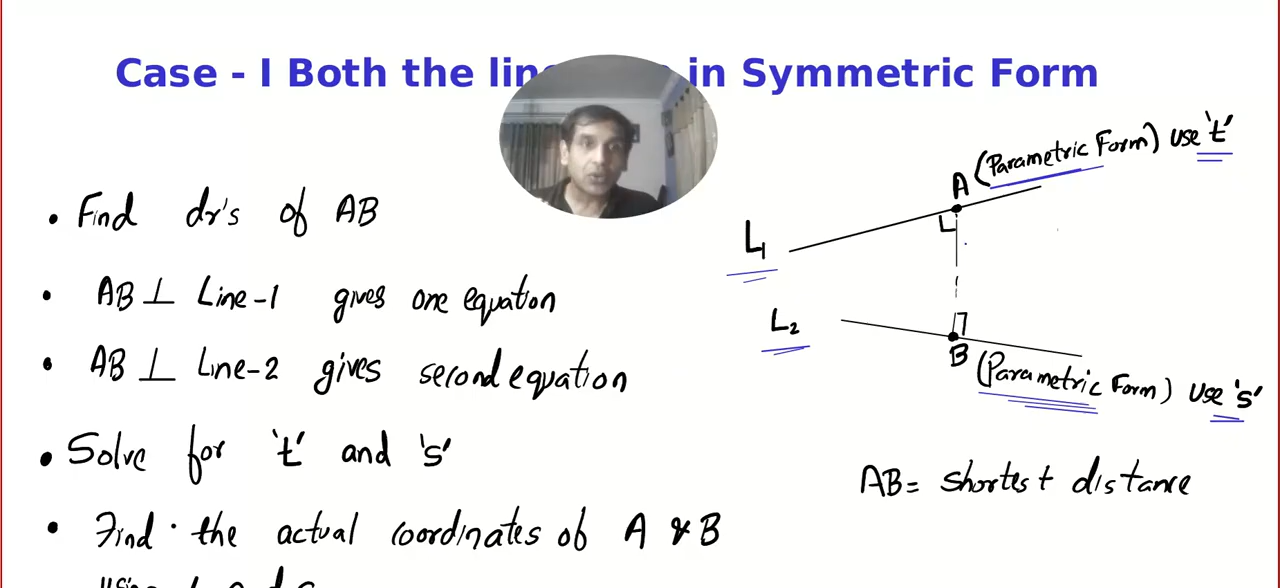 Case - I Both the lin in Symmetric Form
• Find dr's of AB
• AB ⊥ Line-1 gives one equation
• AB ⊥ Line-2 gives second equation
• Solve for 't' and 's'
• Find the actual coordinates of A & B
A (Parametric Form) use 't'
L₁
L₂
B (Parametric Form) use 's'
AB = shortest distance